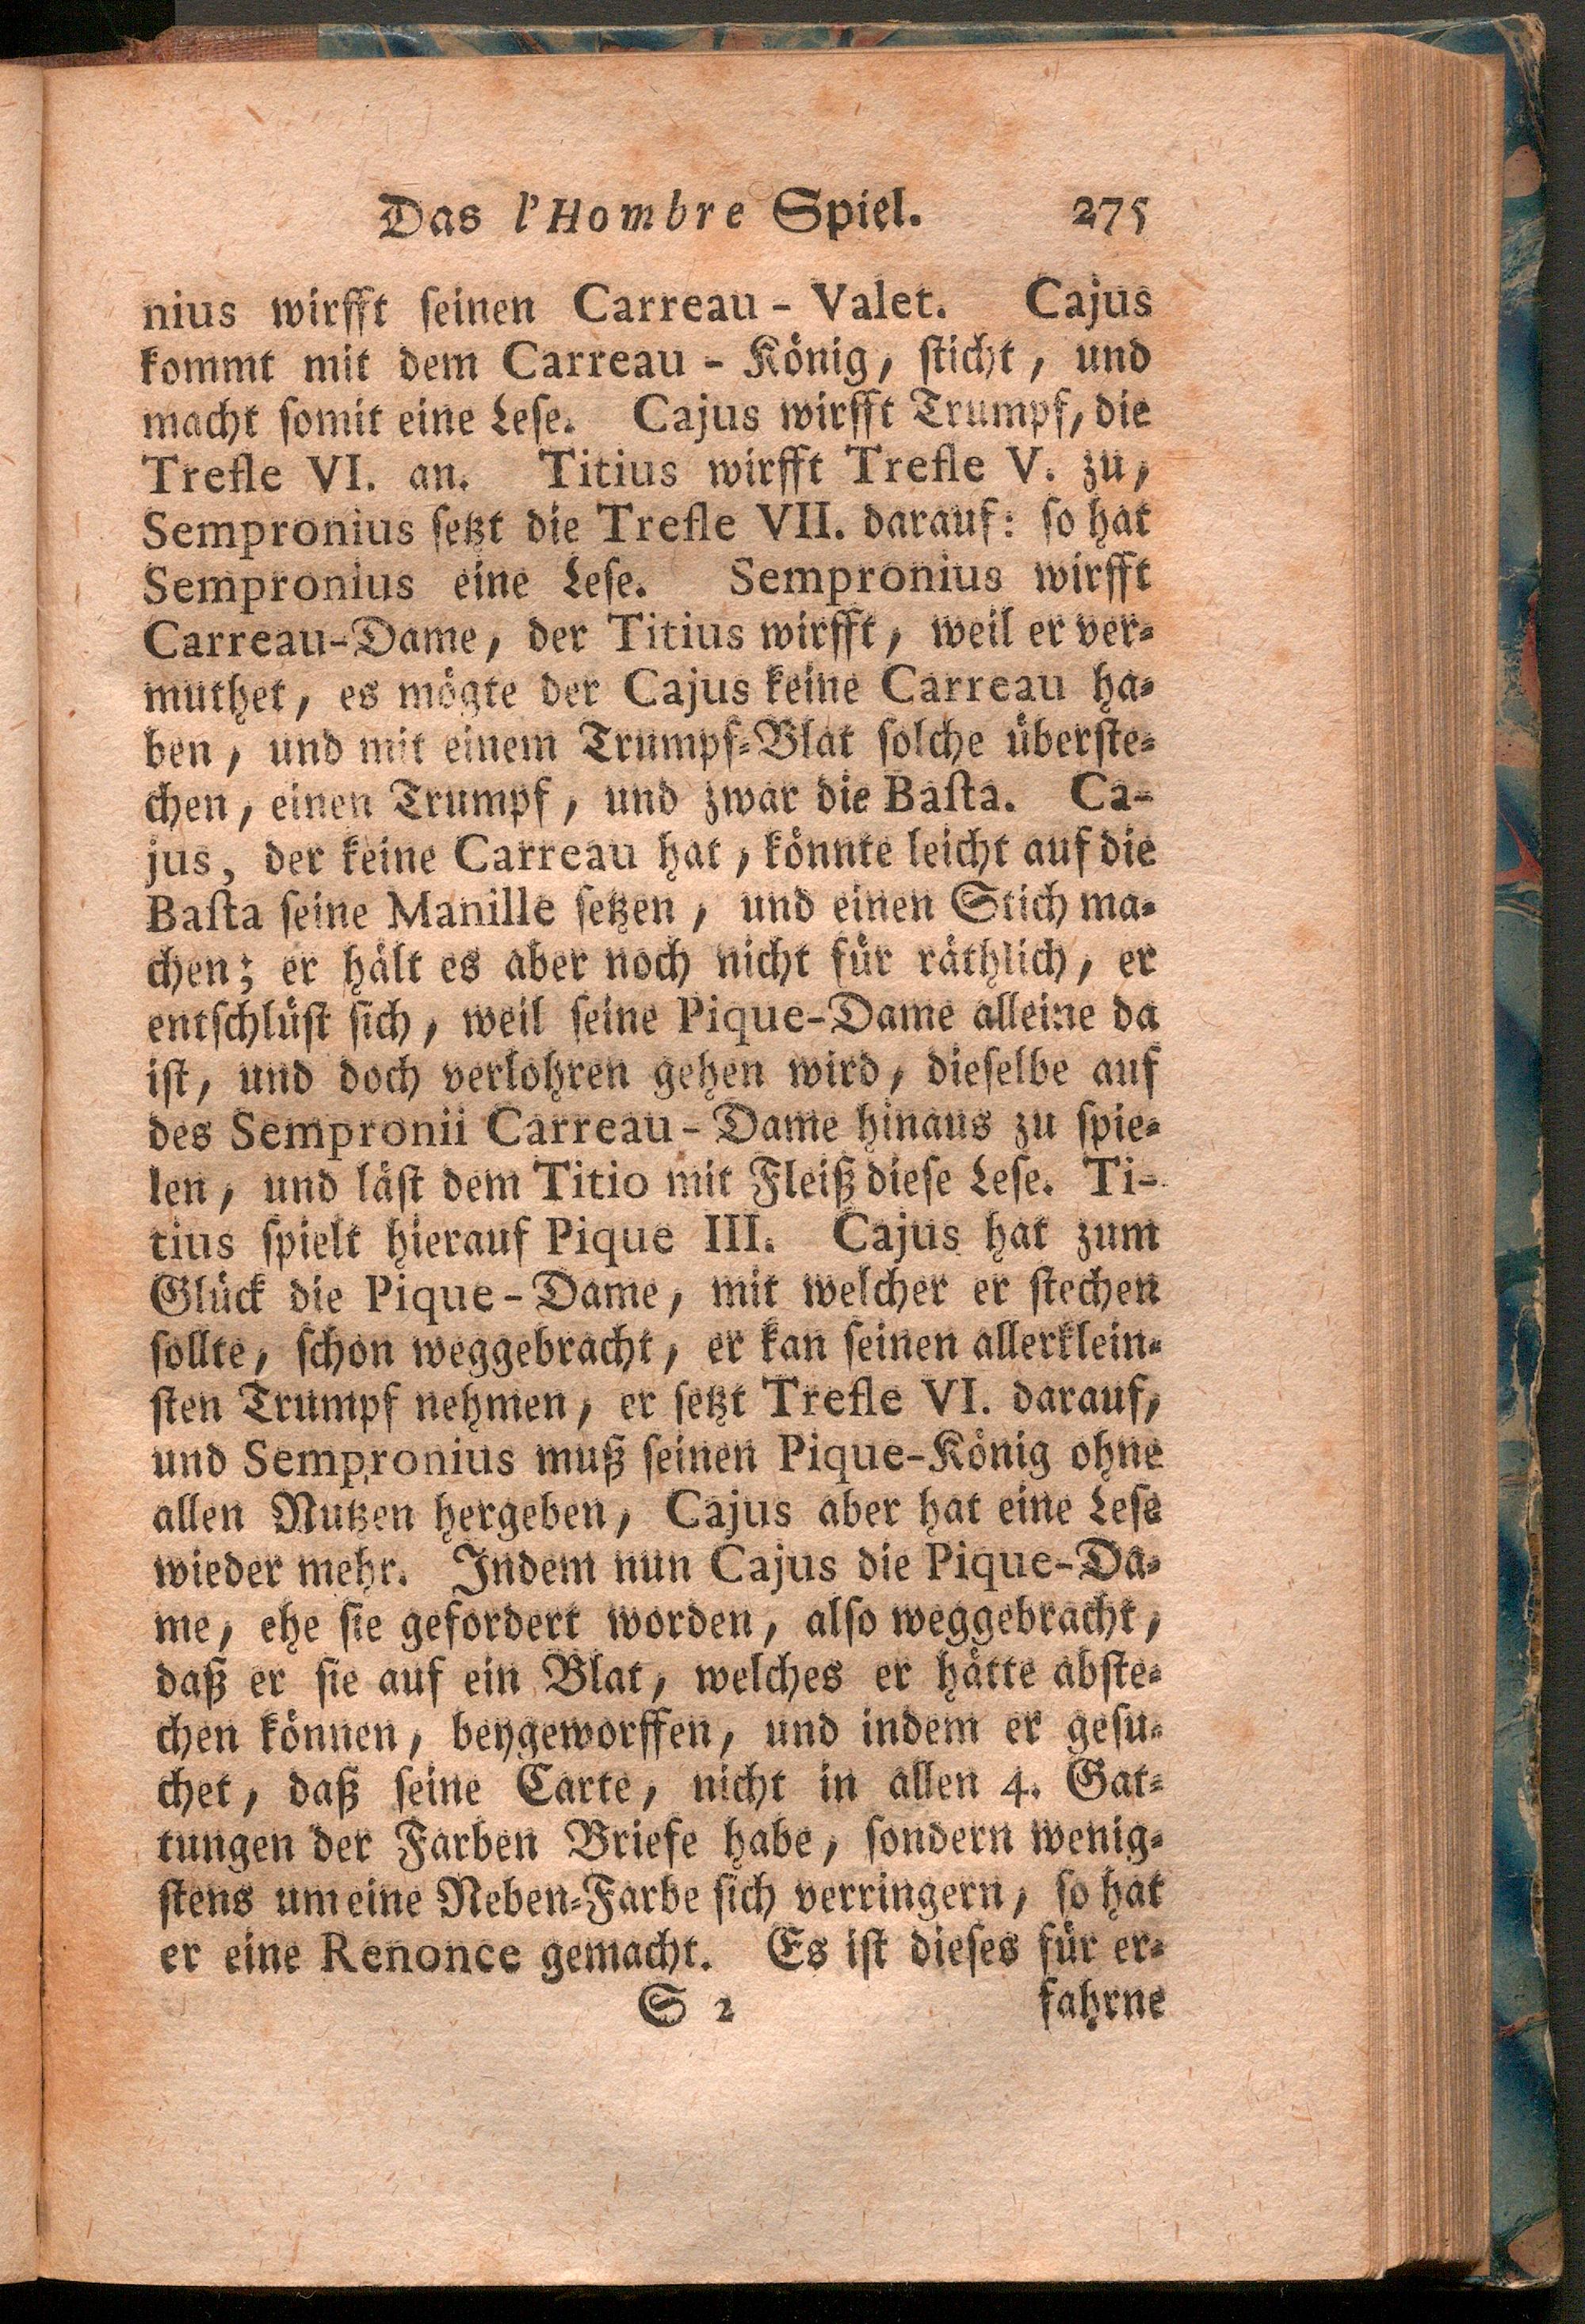 Das l'Hombre Spiel. 275
nius wirfft ſeinen Carreau - Valet. Cajus
kommt mit dem Carreau - König, ſticht, und
macht ſomit eine Leſe. Cajus wirfft Trumpf, die
Trefle VI. an. Titius wirfft Trefle V. zu,
Sempronius ſetzt die Trefle VII. darauf: ſo hat
Sempronius eine Leſe. Sempronius wirfft
Carreau-Dame, der Titius wirfft, weil er ver-
muthet, es mögte der Cajus keine Carreau ha-
ben, und mit einem Trumpf-Blat ſolche überſte-
chen, einen Trumpf, und zwar die Baſta. Ca-
jus, der keine Carreau hat, könnte leicht auf die
Baſta ſeine Manille ſetzen, und einen Stich ma-
chen; er hält es aber noch nicht für räthlich, er
entſchlüſt ſich, weil ſeine Pique-Dame alleine da
iſt, und doch verlohren gehen wird, dieſelbe auf
des Sempronii Carreau - Dame hinaus zu ſpie-
len, und läſt dem Titio mit Fleiß dieſe Leſe. Ti-
tius ſpielt hierauf Pique III. Cajus hat zum
Glück die Pique - Dame, mit welcher er ſtechen
ſollte, ſchon weggebracht, er kan ſeinen allerklein-
ſten Trumpf nehmen, er ſetzt Trefle VI. darauf,
und Sempronius muß ſeinen Pique-König ohne
allen Nutzen hergeben, Cajus aber hat eine Leſe
wieder mehr. Indem nun Cajus die Pique-Da-
me, ehe ſie gefordert worden, alſo weggebracht,
daß er ſie auf ein Blat, welches er hätte abſte-
chen können, beygeworffen, und indem er geſu-
chet, daß ſeine Carte, nicht in allen 4. Gat-
tungen der Farben Briefe habe, ſondern wenig-
ſtens um eine Neben-Farbe ſich verringern, ſo hat
er eine Renonce gemacht. Es iſt dieſes für er-
S 2 fahrne